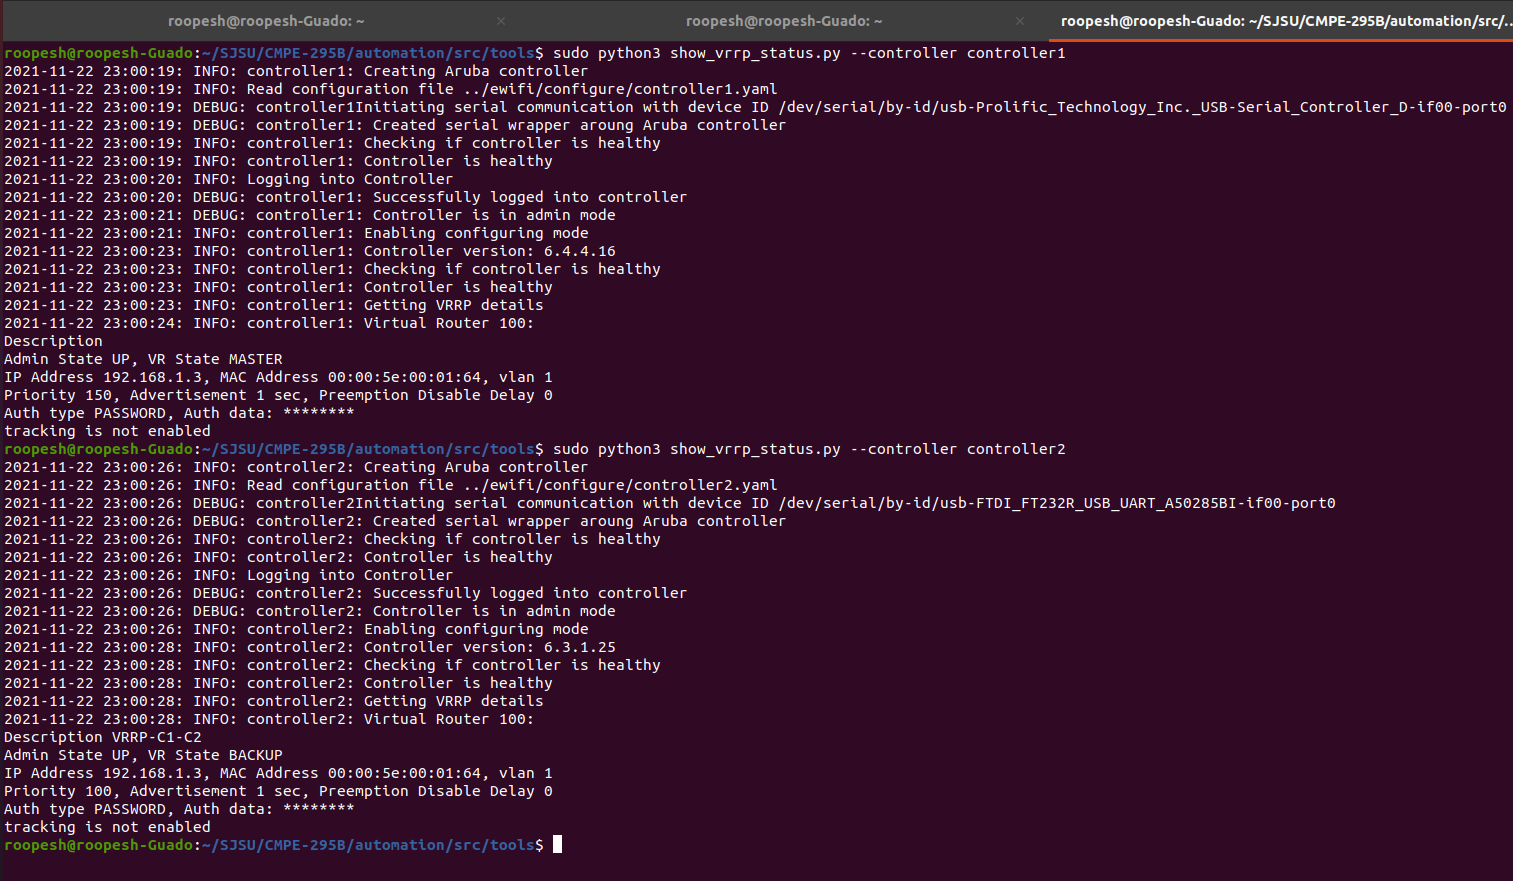 roopesh@roopesh-Guado: ~ × roopesh@roopesh-Guado: ~ × roopesh@roopesh-Guado: ~/SJSU/CMPE-295B/automation/src/...
roopesh@roopesh-Guado:~/SJSU/CMPE-295B/automation/src/tools$ sudo python3 show_vrrp_status.py --controller controller1
2021-11-22 23:00:19: INFO: controller1: Creating Aruba controller
2021-11-22 23:00:19: INFO: Read configuration file ../ewifi/configure/controller1.yaml
2021-11-22 23:00:19: DEBUG: controller1Initiating serial communication with device ID /dev/serial/by-id/usb-Prolific_Technology_Inc._USB-Serial_Controller_D-if00-port0
2021-11-22 23:00:19: DEBUG: controller1: Created serial wrapper aroung Aruba controller
2021-11-22 23:00:19: INFO: controller1: Checking if controller is healthy
2021-11-22 23:00:19: INFO: controller1: Controller is healthy
2021-11-22 23:00:20: INFO: Logging into Controller
2021-11-22 23:00:20: DEBUG: controller1: Successfully logged into controller
2021-11-22 23:00:21: DEBUG: controller1: Controller is in admin mode
2021-11-22 23:00:21: INFO: controller1: Enabling configuring mode
2021-11-22 23:00:23: INFO: controller1: Controller version: 6.4.4.16
2021-11-22 23:00:23: INFO: controller1: Checking if controller is healthy
2021-11-22 23:00:23: INFO: controller1: Controller is healthy
2021-11-22 23:00:23: INFO: controller1: Getting VRRP details
2021-11-22 23:00:24: INFO: controller1: Virtual Router 100:
Description
Admin State UP, VR State MASTER
IP Address 192.168.1.3, MAC Address 00:00:5e:00:01:64, vlan 1
Priority 150, Advertisement 1 sec, Preemption Disable Delay 0
Auth type PASSWORD, Auth data: ********
tracking is not enabled
roopesh@roopesh-Guado:~/SJSU/CMPE-295B/automation/src/tools$ sudo python3 show_vrrp_status.py --controller controller2
2021-11-22 23:00:26: INFO: controller2: Creating Aruba controller
2021-11-22 23:00:26: INFO: Read configuration file ../ewifi/configure/controller2.yaml
2021-11-22 23:00:26: DEBUG: controller2Initiating serial communication with device ID /dev/serial/by-id/usb-FTDI_FT232R_USB_UART_A50285BI-if00-port0
2021-11-22 23:00:26: DEBUG: controller2: Created serial wrapper aroung Aruba controller
2021-11-22 23:00:26: INFO: controller2: Checking if controller is healthy
2021-11-22 23:00:26: INFO: controller2: Controller is healthy
2021-11-22 23:00:26: INFO: Logging into Controller
2021-11-22 23:00:26: DEBUG: controller2: Successfully logged into controller
2021-11-22 23:00:26: DEBUG: controller2: Controller is in admin mode
2021-11-22 23:00:26: INFO: controller2: Enabling configuring mode
2021-11-22 23:00:28: INFO: controller2: Controller version: 6.3.1.25
2021-11-22 23:00:28: INFO: controller2: Checking if controller is healthy
2021-11-22 23:00:28: INFO: controller2: Controller is healthy
2021-11-22 23:00:28: INFO: controller2: Getting VRRP details
2021-11-22 23:00:28: INFO: controller2: Virtual Router 100:
Description VRRP-C1-C2
Admin State UP, VR State BACKUP
IP Address 192.168.1.3, MAC Address 00:00:5e:00:01:64, vlan 1
Priority 100, Advertisement 1 sec, Preemption Disable Delay 0
Auth type PASSWORD, Auth data: ********
tracking is not enabled
roopesh@roopesh-Guado:~/SJSU/CMPE-295B/automation/src/tools$